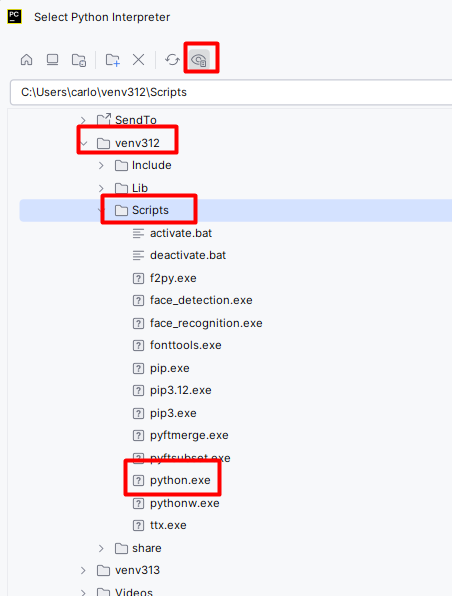 PC
Select Python Interpreter
C:\Users\carlo\venv312\Scripts
SendTo
venv312
Include
Lib
Scripts
activate.bat
deactivate.bat
f2py.exe
face_detection.exe
face_recognition.exe
fonttools.exe
pip.exe
pip3.12.exe
pip3.exe
pyftmerge.exe
pyftsubset.exe
python.exe
pythonw.exe
ttx.exe
share
venv313
Videos